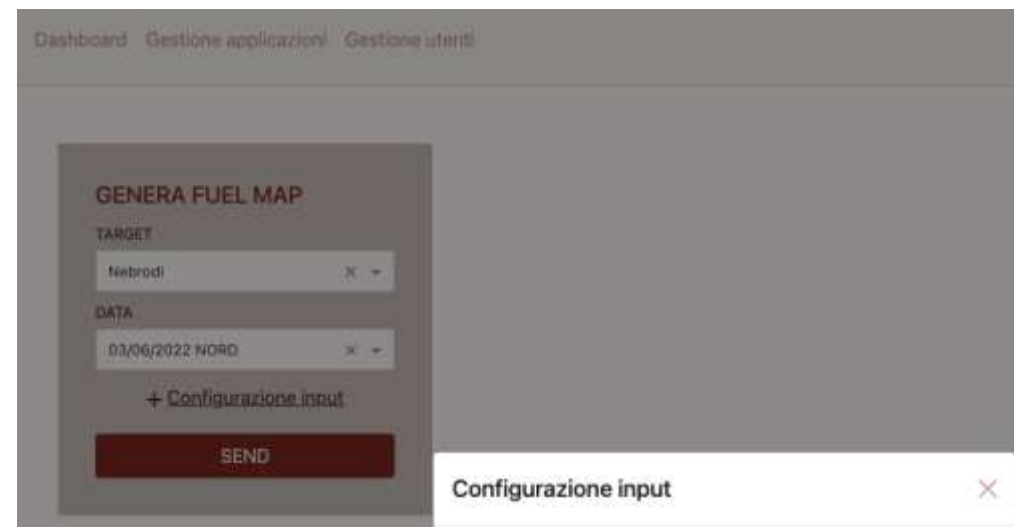 Dashboard Gestione applicazioni Gestione utenti
GENERA FUEL MAP
TARGET
Nebrodi
DATA
03/06/2022 NORD
+ Configurazione input
SEND
Configurazione input